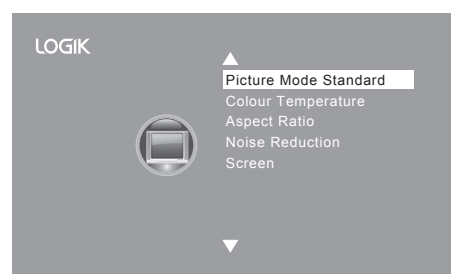 LOGIK
Picture Mode Standard
Colour Temperature
Aspect Ratio
Noise Reduction
Screen